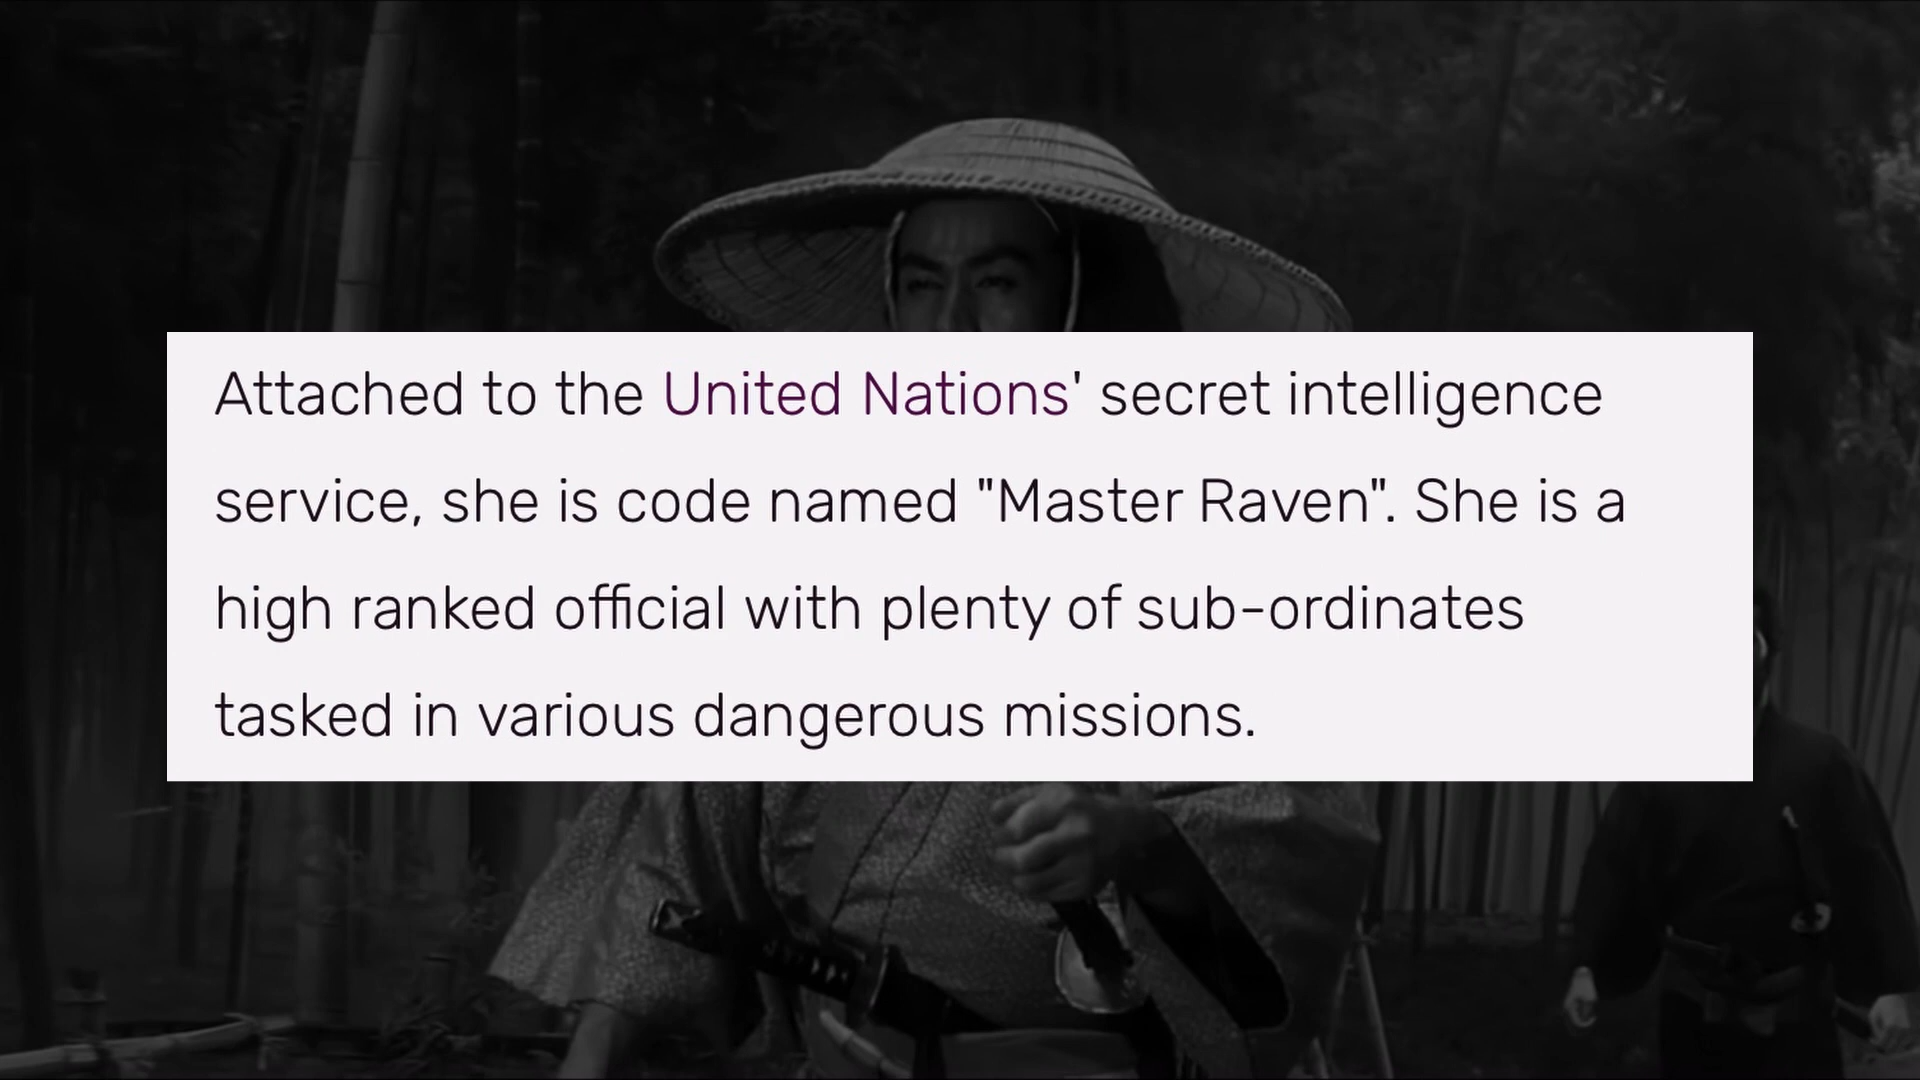 Attached to the United Nations' secret intelligence
service, she is code named "Master Raven". She is a
high ranked official with plenty of sub-ordinates
tasked in various dangerous missions.